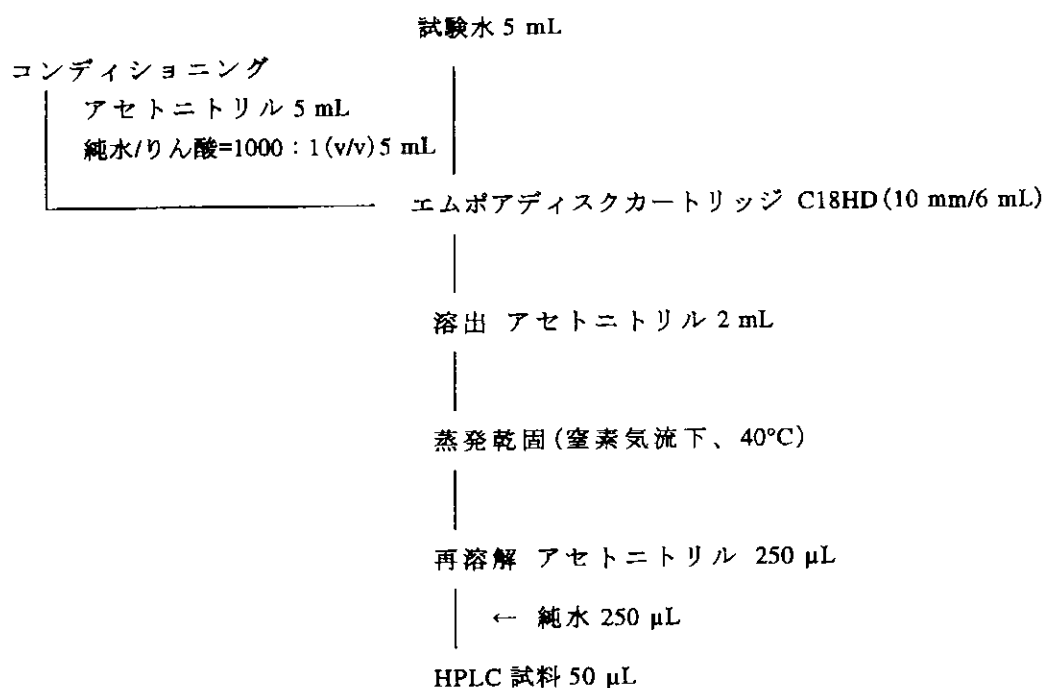 試験水 5 mL
コンディショニング
アセトニトリル 5 mL
純水/りん酸=1000：1(v/v)5 mL
エムポアディスクカートリッジ C18HD(10 mm/6 mL)
溶出 アセトニトリル 2 mL
蒸発乾固(窒素気流下、40°C)
再溶解 アセトニトリル 250 µL
← 純水 250 µL
HPLC 試料 50 µL